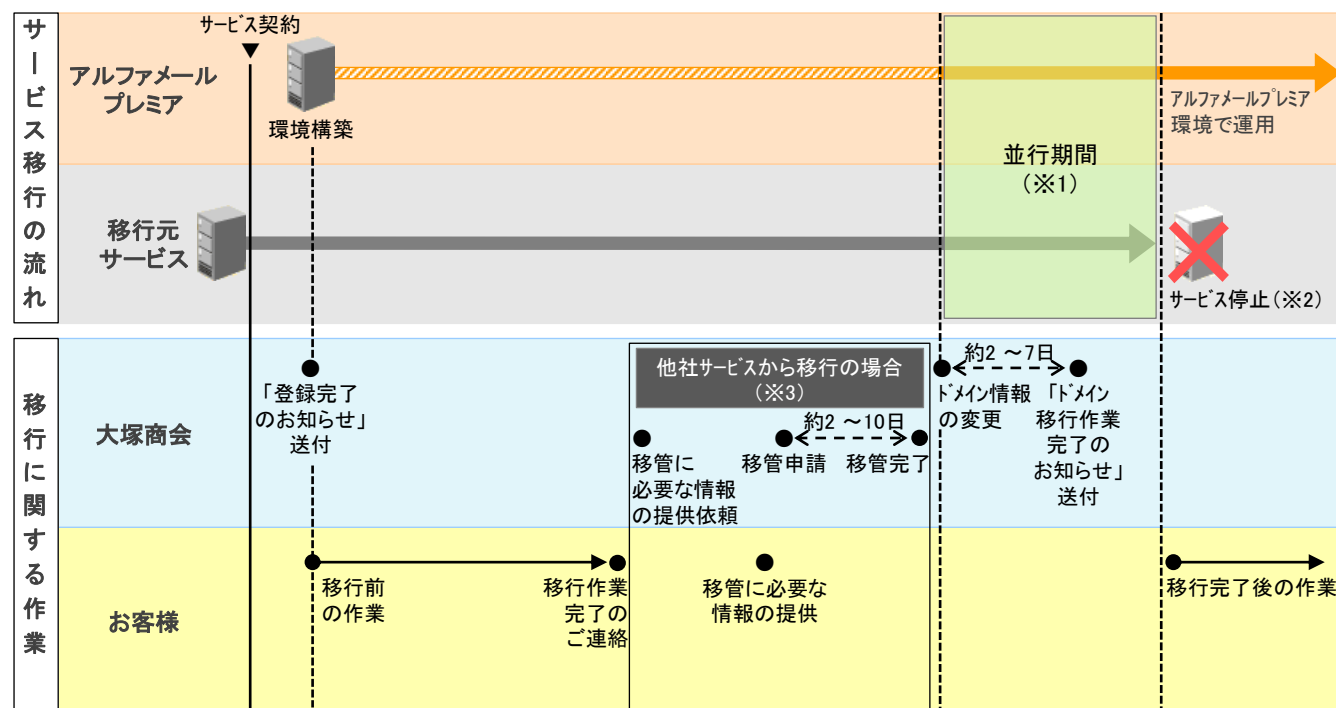 サービス移行の流れ
サービス契約
アルファメール
プレミア
環境構築
アルファメールプレミア
環境で運用
並行期間
(※1)
移行元
サービス
サービス停止(※2)
移行に関する作業
大塚商会
「登録完了
のお知らせ」
送付
他社サービスから移行の場合
(※3)
約2 ~10日
移管に
必要な情報
の提供依頼
移管申請
移管完了
約2 ~7日
ドメイン情報
の変更
「ドメイン
移行作業
完了の
お知らせ」
送付
お客様
移行前
の作業
移行作業
完了の
ご連絡
移管に必要な
情報の提供
移行完了後の作業